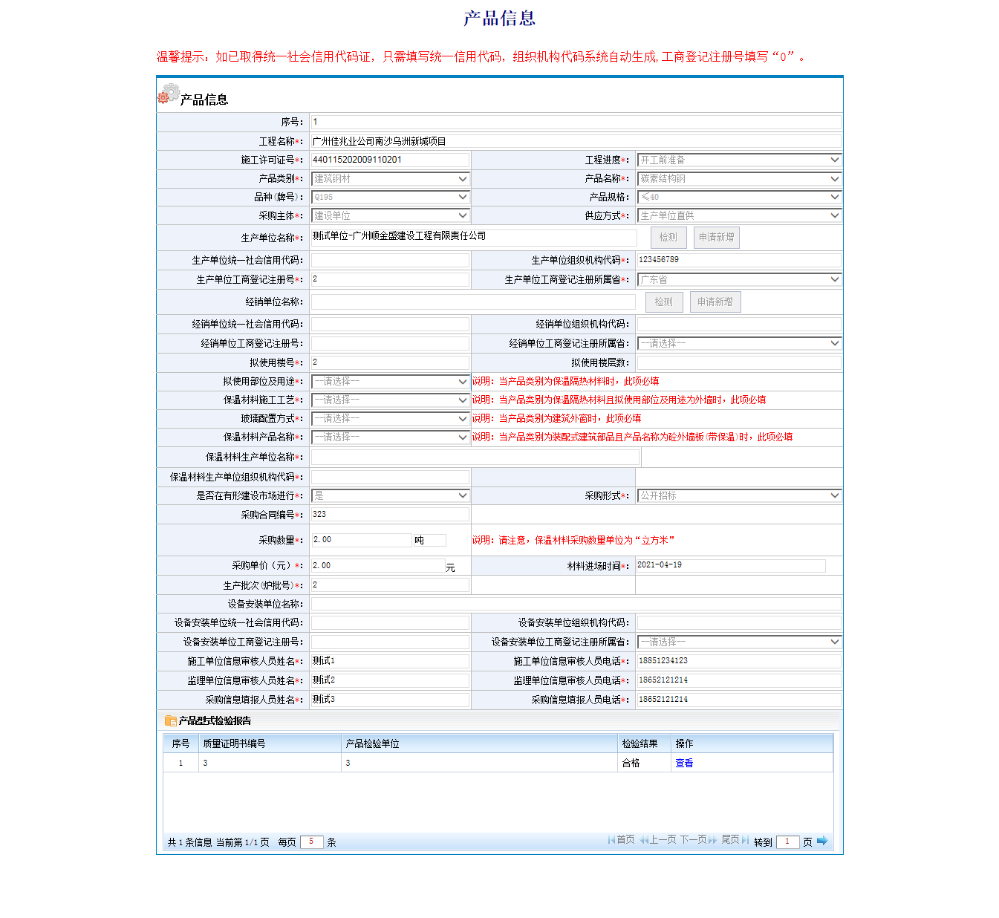 产品信息
温馨提示：如已取得统一社会信用代码证，只需填写统一信用代码，组织机构代码系统自动生成,工商登记注册号填写“0”。
产品信息
序号： 1
工程名称*： 广州佳兆业公司南沙乌洲新城项目
施工许可证号*： 440115202009110201 工程进度*： 开工前准备
产品类别*： 建筑钢材 产品名称*： 碳素结构钢
品种(牌号)： Q195 产品规格： ≤40
采购主体*： 建设单位 供应方式*： 生产单位直供
生产单位名称*： 测试单位-广州顺金盛建设工程有限责任公司 检测 申请新增
生产单位统一社会信用代码： 生产单位组织机构代码*： 123456789
生产单位工商登记注册号*： 2 生产单位工商登记注册所属省*： 广东省
经销单位名称： 检测 申请新增
经销单位统一社会信用代码： 经销单位组织机构代码：
经销单位工商登记注册号： 经销单位工商登记注册所属省： --请选择--
拟使用楼号*： 2 拟使用楼层数：
拟使用部位及用途*： --请选择-- 说明：当产品类别为保温隔热材料时，此项必填
保温材料施工工艺*： --请选择-- 说明：当产品类别为保温隔热材料且拟使用部位及用途为外墙时，此项必填
玻璃配置方式*： --请选择-- 说明：当产品类别为建筑外窗时，此项必填
保温材料产品名称*： --请选择-- 说明：当产品类别为装配式建筑部品且产品名称为砼外墙板(带保温)时，此项必填
保温材料生产单位名称*：
保温材料生产单位组织机构代码*：
是否在有形建设市场进行*： 是 采购形式*： 公开招标
采购合同编号*： 323
采购数量*： 2.00 吨 说明：请注意，保温材料采购数量单位为“立方米”
采购单价（元）*： 2.00 元 材料进场时间*： 2021-04-19
生产批次(炉批号)*： 2
设备安装单位名称：
设备安装单位统一社会信用代码： 设备安装单位组织机构代码：
设备安装单位工商登记注册号： 设备安装单位工商登记注册所属省： --请选择--
施工单位信息审核人员姓名*： 测试1 施工单位信息审核人员电话*： 18851234123
监理单位信息审核人员姓名*： 测试2 监理单位信息审核人员电话*： 18652121214
采购信息填报人员姓名*： 测试3 采购信息填报人员电话*： 18652121214
产品型式检验报告
序号 质量证明书编号 产品检验单位 检验结果 操作
1 3 3 合格 查看
共 1 条信息 当前第 1/1 页 每页 5 条 首页 上一页 下一页 尾页 转到 1 页